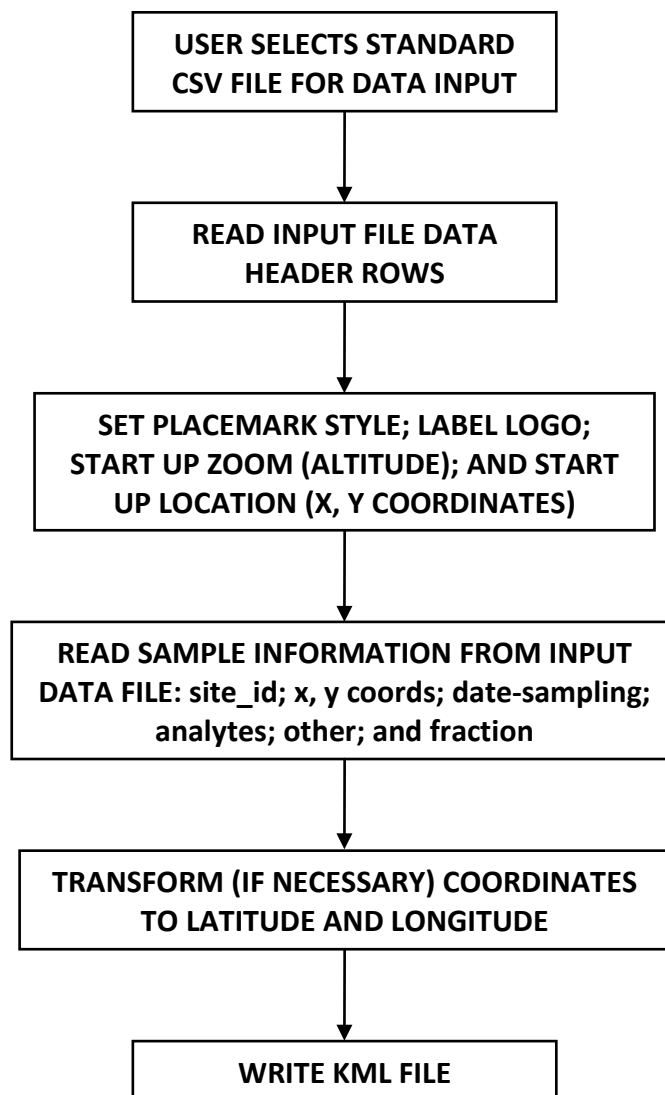 USER SELECTS STANDARD
CSV FILE FOR DATA INPUT
READ INPUT FILE DATA
HEADER ROWS
SET PLACEMARK STYLE; LABEL LOGO;
START UP ZOOM (ALTITUDE); AND START
UP LOCATION (X, Y COORDINATES)
READ SAMPLE INFORMATION FROM INPUT
DATA FILE: site_id; x, y coords; date-sampling;
analytes; other; and fraction
TRANSFORM (IF NECESSARY) COORDINATES
TO LATITUDE AND LONGITUDE
WRITE KML FILE